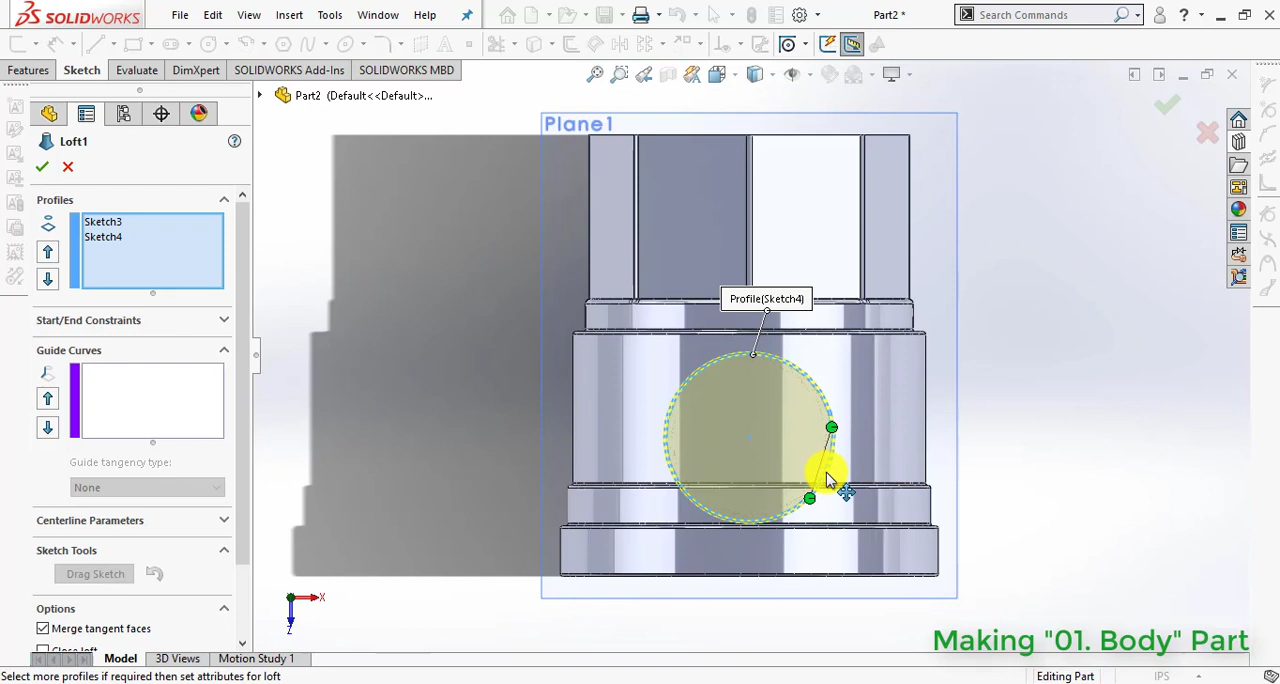 SOLIDWORKS
File Edit View Insert Tools Window Help
Part2 *
Search Commands
?
Features Sketch Evaluate DimXpert SOLIDWORKS Add-Ins SOLIDWORKS MBD
Part2 (Default<<Default>...
Loft1
Profiles
Sketch3
Sketch4
Start/End Constraints
Guide Curves
Guide tangency type:
None
Centerline Parameters
Sketch Tools
Drag Sketch
Options
Merge tangent faces
Plane1
Profile(Sketch4)
X
Z
Making "01. Body" Part
Model 3D Views Motion Study 1
Select more profiles if required then set attributes for loft
Editing Part
IPS